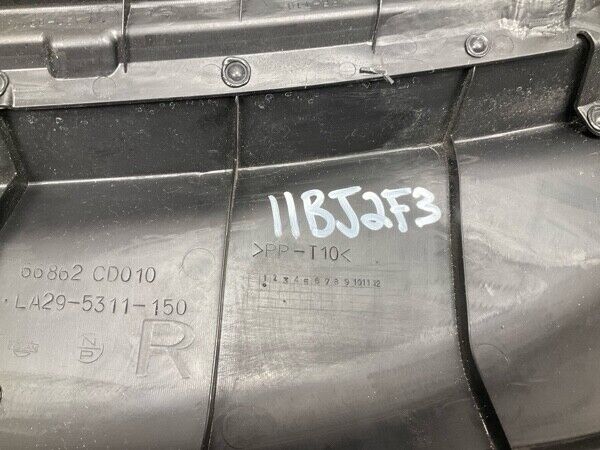 11BJ2F3
>PP-T10<
1 2 3 4 5 6 7 8 9 10 11 12
66862 CD010
LA29-5311-150
R